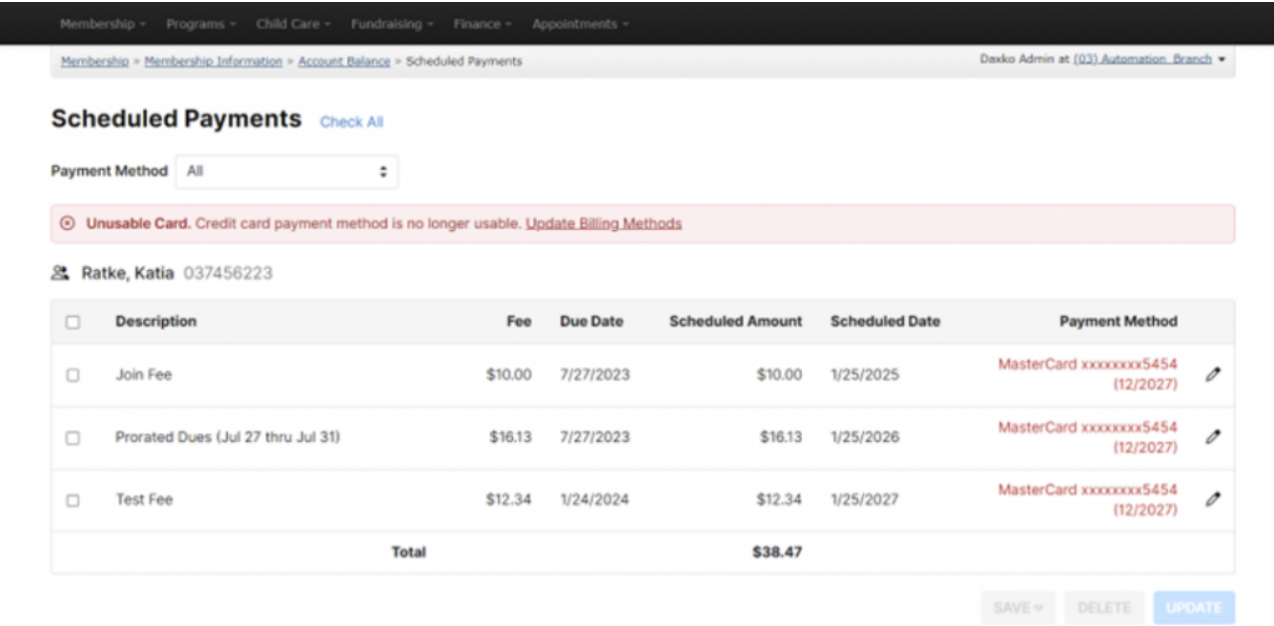 Membership Programs Child Care Fundraising Finance Appointments
Membership > Membership Information > Account Balance > Scheduled Payments Daxko Admin at (03) Automation_Branch
Scheduled Payments Check All
Payment Method All
Unusable Card. Credit card payment method is no longer usable. Update Billing Methods
Ratke, Katia 037456223
Description Fee Due Date Scheduled Amount Scheduled Date Payment Method
Join Fee $10.00 7/27/2023 $10.00 1/25/2025 MasterCard xxxxxxxx5454
(12/2027)
Prorated Dues (Jul 27 thru Jul 31) $16.13 7/27/2023 $16.13 1/25/2026 MasterCard xxxxxxxx5454
(12/2027)
Test Fee $12.34 1/24/2024 $12.34 1/25/2027 MasterCard xxxxxxxx5454
(12/2027)
Total $38.47
SAVE DELETE UPDATE